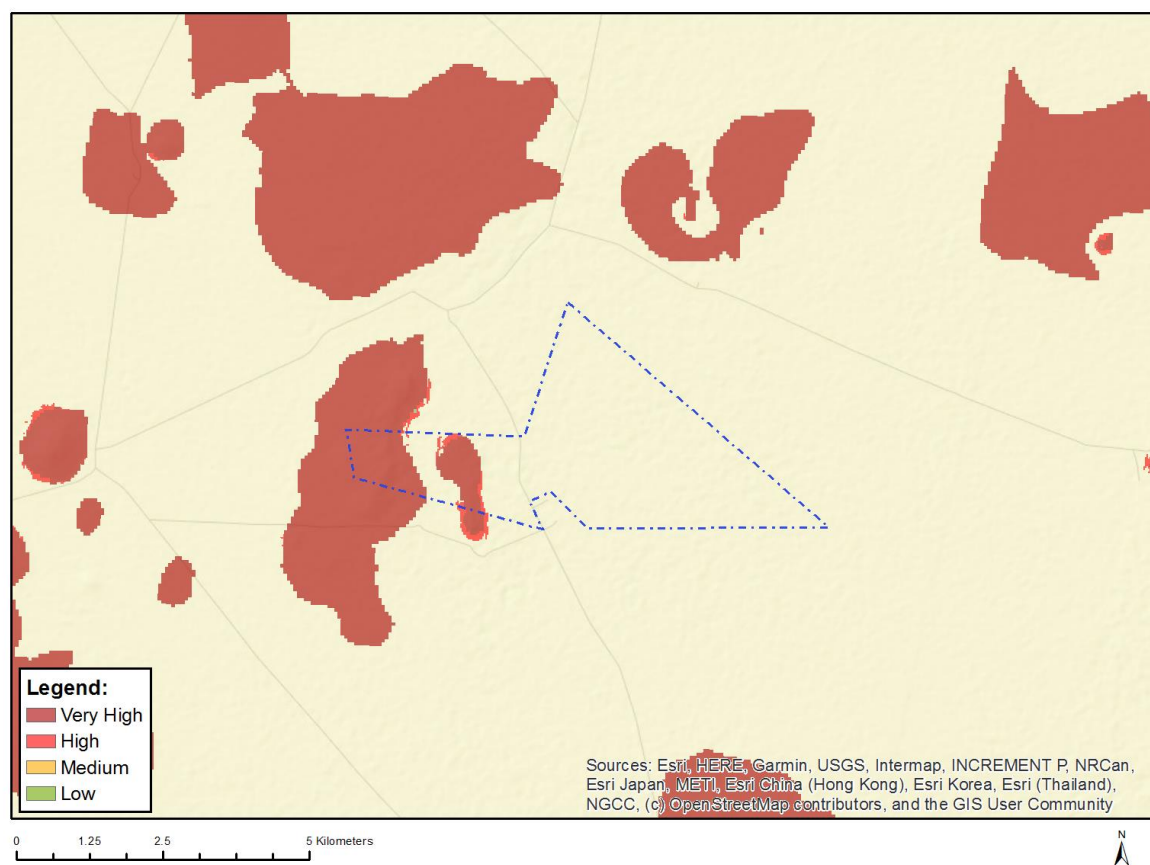 Legend:
Very High
High
Medium
Low
Sources: Esri, HERE, Garmin, USGS, Intermap, INCREMENT P, NRCan,
Esri Japan, METI, Esri China (Hong Kong), Esri Korea, Esri (Thailand),
NGCC, (c) OpenStreetMap contributors, and the GIS User Community
0 1.25 2.5 5 Kilometers
N